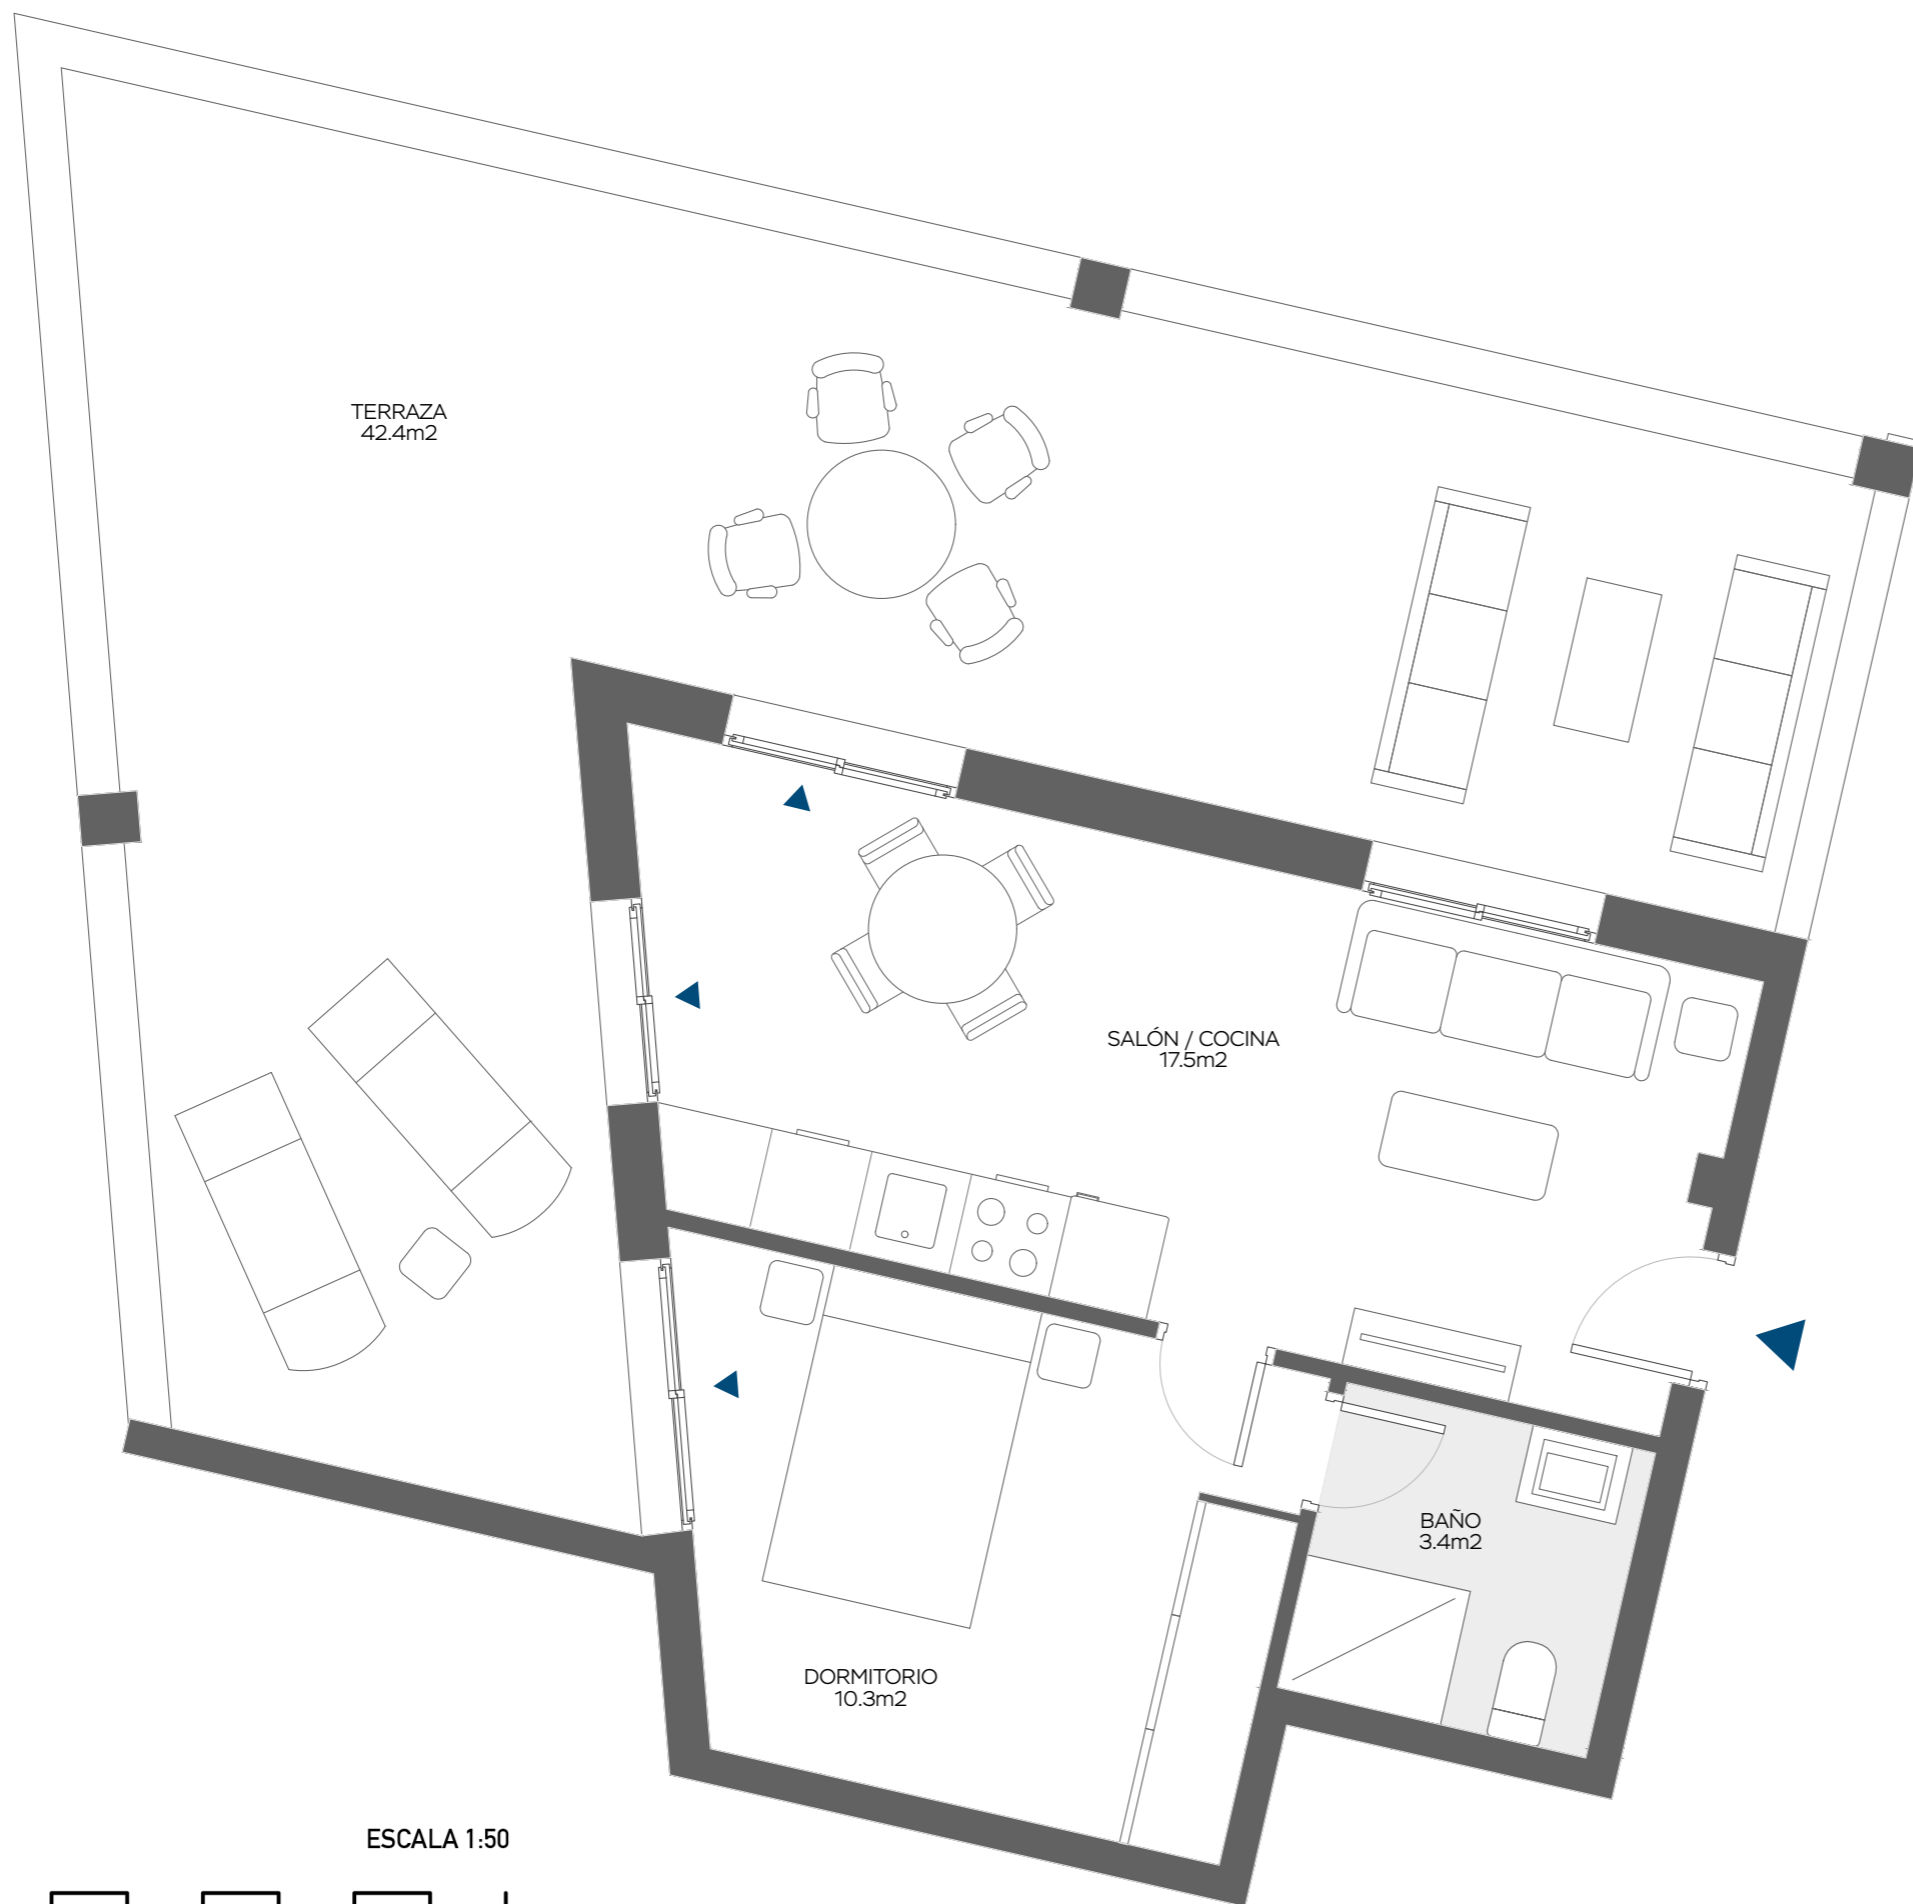 TERRAZA
42.4m2
SALÓN / COCINA
17.5m2
BAÑO
3.4m2
DORMITORIO
10.3m2
ESCALA 1:50